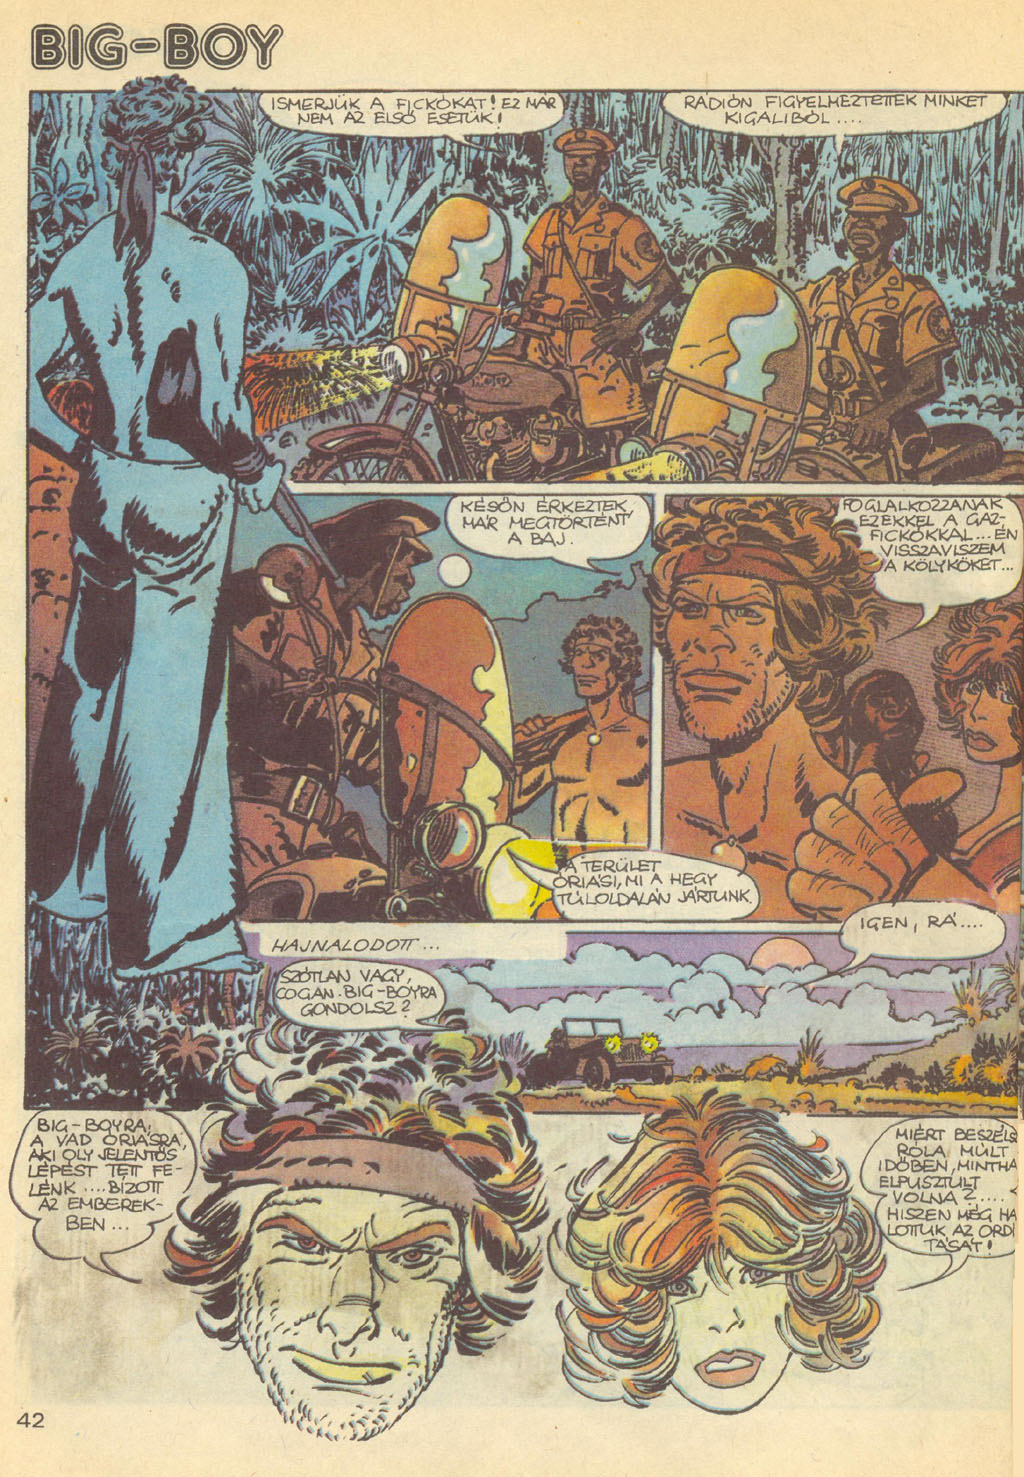 BIG-BOY
ISMERJÜK A FICKÓKAT! EZ MÁR
NEM AZ ELSŐ ESETÜK!
RÁDIÓN FIGYELMEZTETTEK MINKET
KIGALIBÓL....
KÉSŐN ÉRKEZTEK,
MÁR MEGTÖRTÉNT
A BAJ.
FOGLALKOZZANAK
EZEKKEL A GAZ-
FICKÓKKAL...ÉN
VISSZAVISZEM
A KÖLYKÖKET...
A TERÜLET
ÓRIÁSI, MI A HEGY
TÚLOLDALÁN JÁRTUNK.
HAJNALODOTT...
SZÓTLAN VAGY,
COGAN. BIG-BOYRA
GONDOLSZ?
IGEN, RÁ....
BIG-BOYRA,
A VAD ÓRIÁSRA,
AKI OLY JELENTŐS
LÉPÉST TETT FE-
LÉNK....BÍZOTT
AZ EMBEREK-
BEN...
MIÉRT BESZÉLSZ
RÓLA MÚLT
IDŐBEN, MINTHA
ELPUSZTULT
VOLNA?....
HISZEN MÉG HA
LOTTUK AZ ORDÍ
TÁSÁT!
42